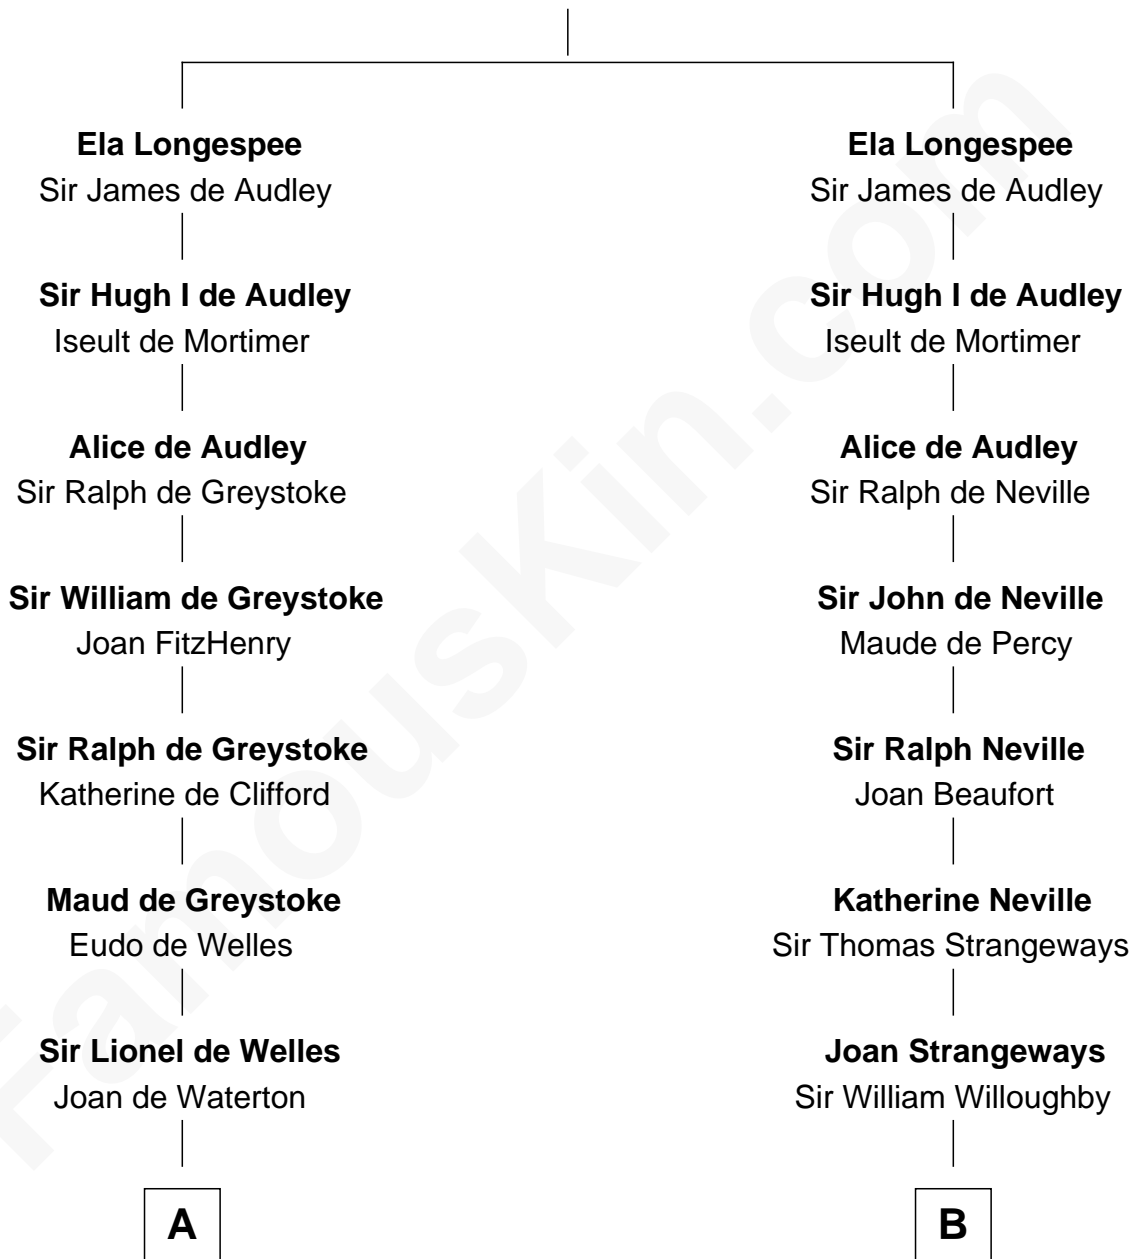 Ela Longespee
Sir James de Audley
Sir Hugh I de Audley
Iseult de Mortimer
Alice de Audley
Sir Ralph de Greystoke
Sir William de Greystoke
Joan FitzHenry
Sir Ralph de Greystoke
Katherine de Clifford
Maud de Greystoke
Eudo de Welles
Sir Lionel de Welles
Joan de Waterton
A
Ela Longespee
Sir James de Audley
Sir Hugh I de Audley
Iseult de Mortimer
Alice de Audley
Sir Ralph de Neville
Sir John de Neville
Maude de Percy
Sir Ralph Neville
Joan Beaufort
Katherine Neville
Sir Thomas Strangeways
Joan Strangeways
Sir William Willoughby
B
FamousKin.com